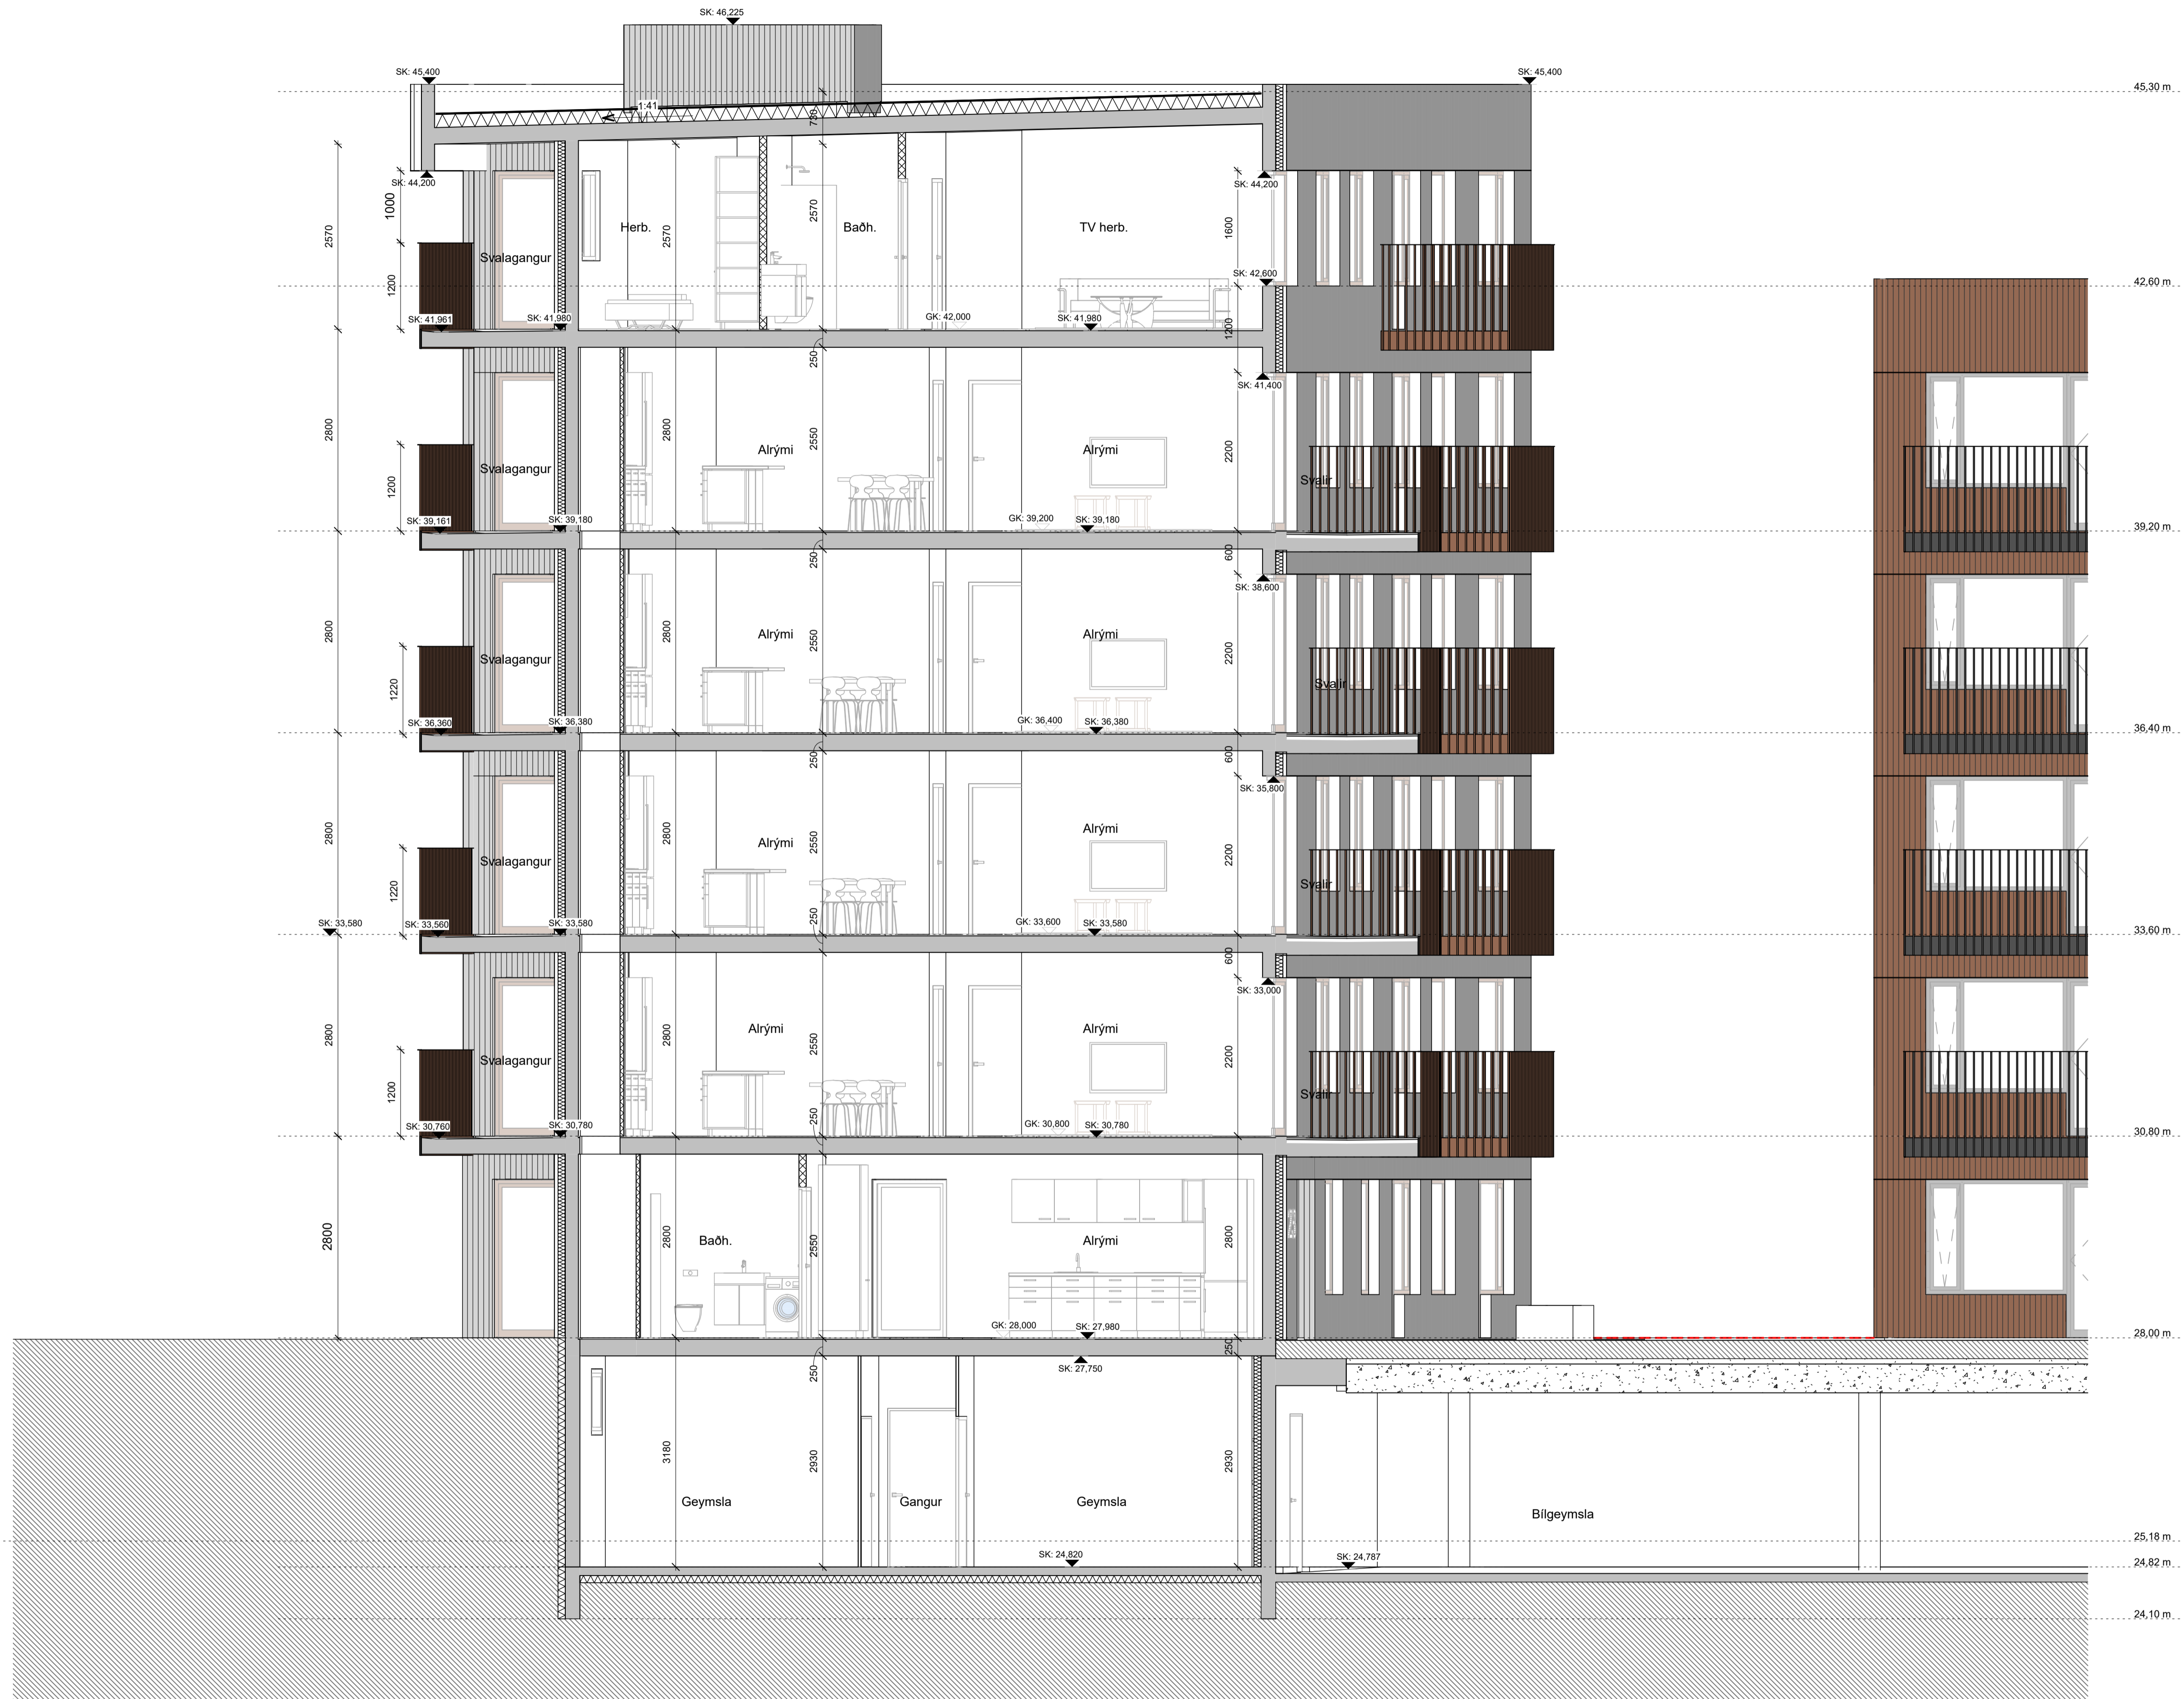 SK: 46,225
SK: 45,400
SK: 45,400
45,30 m
1:41
730
SK: 44,200
SK: 44,200
1000
2570
2570
2570
1600
Herb.
Baðh.
TV herb.
Svalagangur
SK: 42,600
42,60 m
1200
SK: 41,961
SK: 41,980
GK: 42,000
SK: 41,980
1200
250
SK: 41,400
2800
2800
2550
2200
Alrými
Alrými
Svalagangur
Svalir
1200
SK: 39,161
SK: 39,180
GK: 39,200
SK: 39,180
39,20 m
250
600
SK: 38,600
2800
2800
2550
2200
Alrými
Alrými
Svalagangur
Svalir
1220
SK: 36,360
SK: 36,380
GK: 36,400
SK: 36,380
36,40 m
250
600
SK: 35,800
2800
2800
2550
2200
Alrými
Alrými
Svalagangur
Svalir
1220
SK: 33,580
SK: 33,560
SK: 33,580
250
GK: 33,600
SK: 33,580
33,60 m
600
SK: 33,000
2800
2800
2550
2200
Alrými
Alrými
Svalagangur
Svalir
1200
SK: 30,760
SK: 30,780
250
GK: 30,800
SK: 30,780
30,80 m
2800
2800
2550
2800
Baðh.
Alrými
GK: 28,000
SK: 27,980
28,00 m
250
250
SK: 27,750
3180
2930
2930
Geymsla
Gangur
Geymsla
Bílgeymsla
25,18 m
SK: 24,820
SK: 24,787
24,82 m
24,10 m